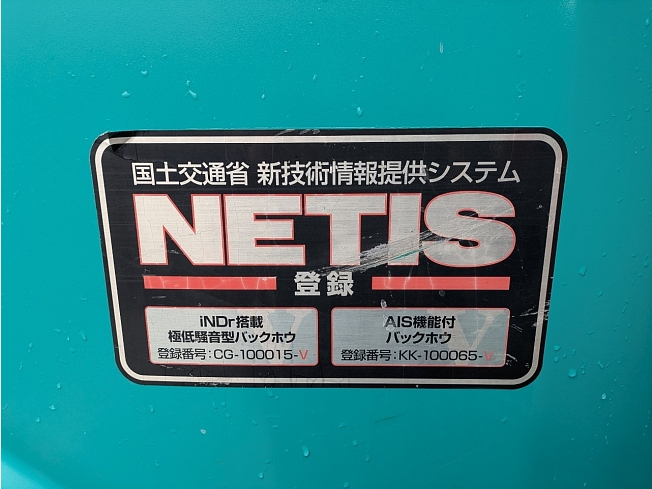 国土交通省 新技術情報提供システム
NETIS
登録
iNDr搭載
極低騒音型バックホウ
登録番号:CG-100015-V
AIS機能付
バックホウ
登録番号:KK-100065-V